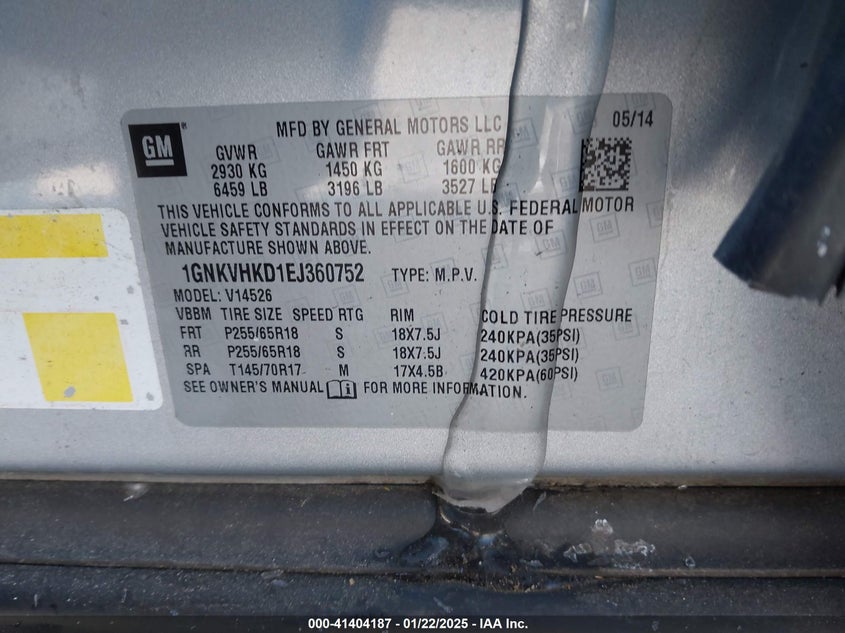 GM
MFD BY GENERAL MOTORS LLC 05/14
GVWR GAWR FRT GAWR RR
2930 KG 1450 KG 1600 KG
6459 LB 3196 LB 3527 LB
THIS VEHICLE CONFORMS TO ALL APPLICABLE U.S. FEDERAL MOTOR
VEHICLE SAFETY STANDARDS IN EFFECT ON THE DATE OF
MANUFACTURE SHOWN ABOVE.
1GNKVHKD1EJ360752 TYPE: M.P.V.
MODEL: V14526
VBBM TIRE SIZE SPEED RTG RIM COLD TIRE PRESSURE
FRT P255/65R18 S 18X7.5J 240KPA(35PSI)
RR P255/65R18 S 18X7.5J 240KPA(35PSI)
SPA T145/70R17 M 17X4.5B 420KPA(60PSI)
SEE OWNER'S MANUAL FOR MORE INFORMATION.
000-41404187 - 01/22/2025 - IAA Inc.